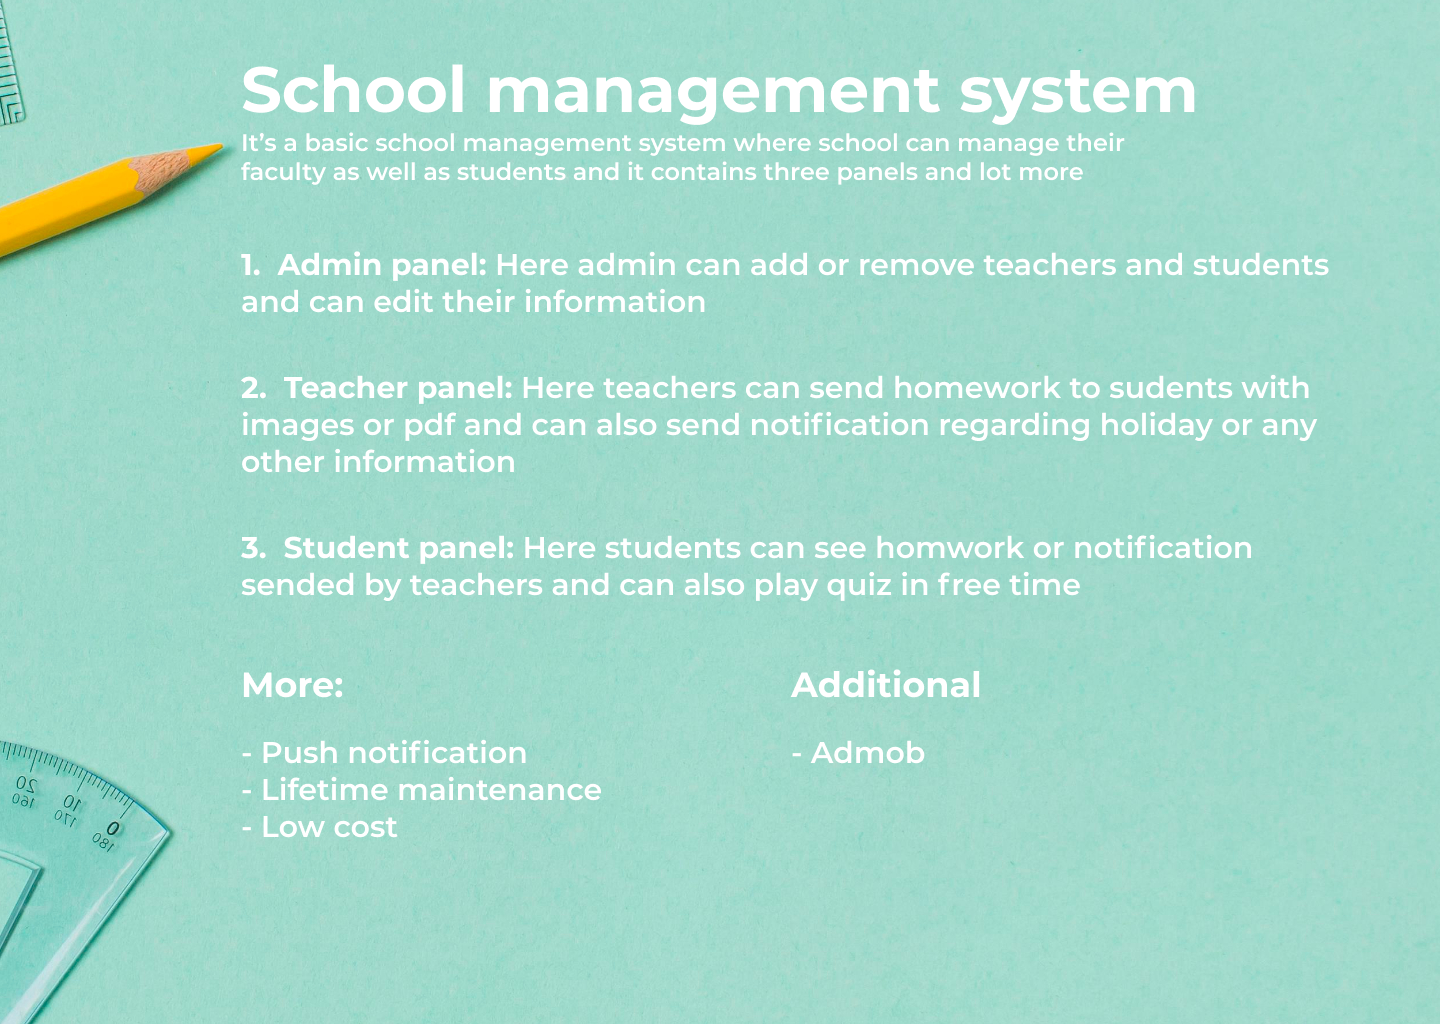 School management system
It's a basic school management system where school can manage their
faculty as well as students and it contains three panels and lot more
1. Admin panel: Here admin can add or remove teachers and students
and can edit their information
2. Teacher panel: Here teachers can send homework to sudents with
images or pdf and can also send notification regarding holiday or any
other information
3. Student panel: Here students can see homwork or notification
sended by teachers and can also play quiz in free time
More:
- Push notification
- Lifetime maintenance
- Low cost
Additional
- Admob
20
160
10
170
0
180